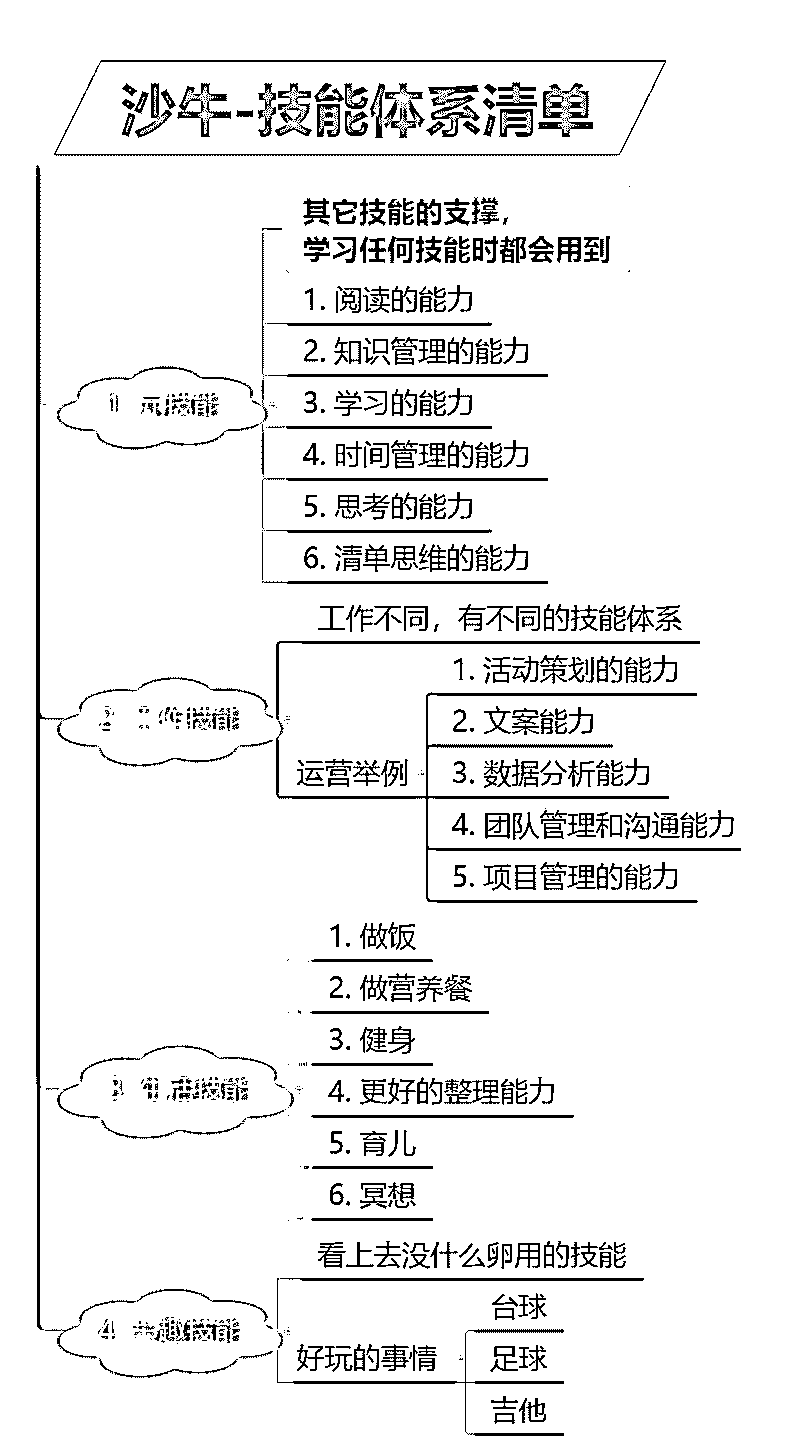 沙牛-技能体系清单
其它技能的支撑，
学习任何技能时都会用到
1. 阅读的能力
2. 知识管理的能力
1 元技能
3. 学习的能力
4. 时间管理的能力
5. 思考的能力
6. 清单思维的能力
工作不同，有不同的技能体系
1. 活动策划的能力
2 工作技能
2. 文案能力
运营举例
3. 数据分析能力
4. 团队管理和沟通能力
5. 项目管理的能力
1. 做饭
2. 做营养餐
3. 健身
3 技能
4. 更好的整理能力
5. 育儿
6. 冥想
看上去没什么卵用的技能
4 兴趣技能
好玩的事情
台球
足球
吉他